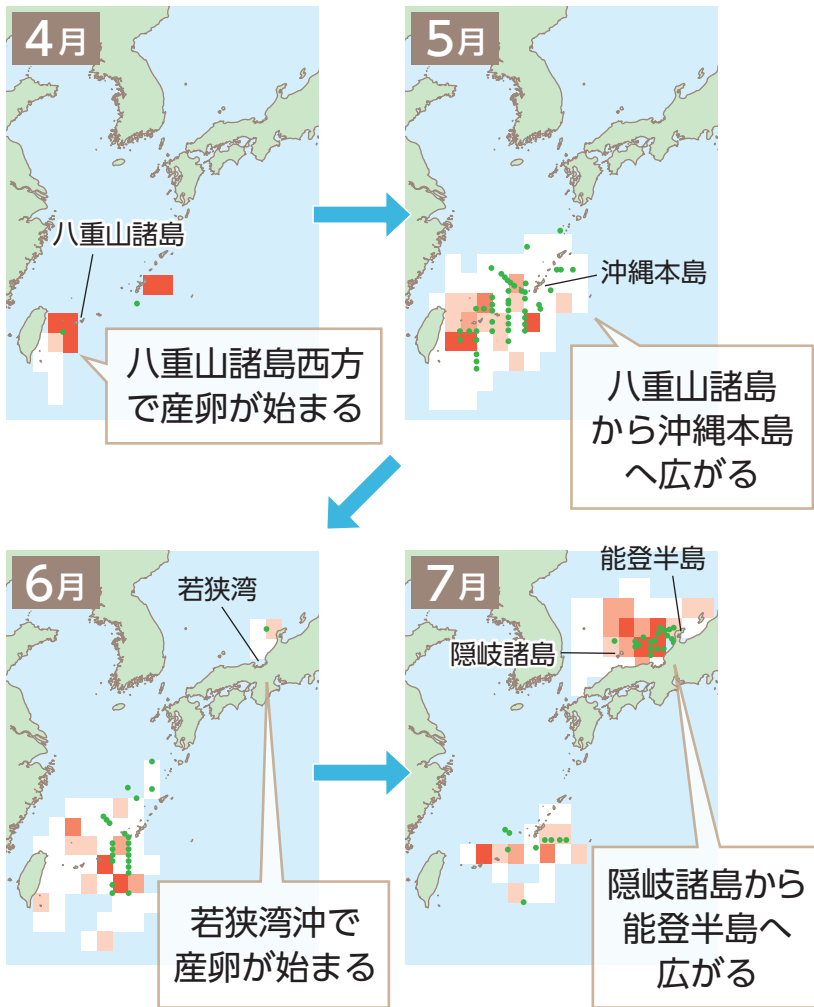 4月
八重山諸島
八重山諸島西方
で産卵が始まる
5月
沖縄本島
八重山諸島
から沖縄本島
へ広がる
6月
若狭湾
若狭湾沖で
産卵が始まる
7月
能登半島
隠岐諸島
隠岐諸島から
能登半島へ
広がる